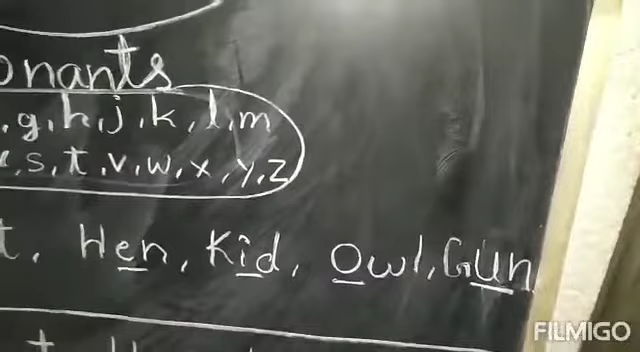 onants
, g, h, j, k, l, m
, s, t, v, w, x, y, z
t, Hen, Kid, Owl, Gun
FILMIGO